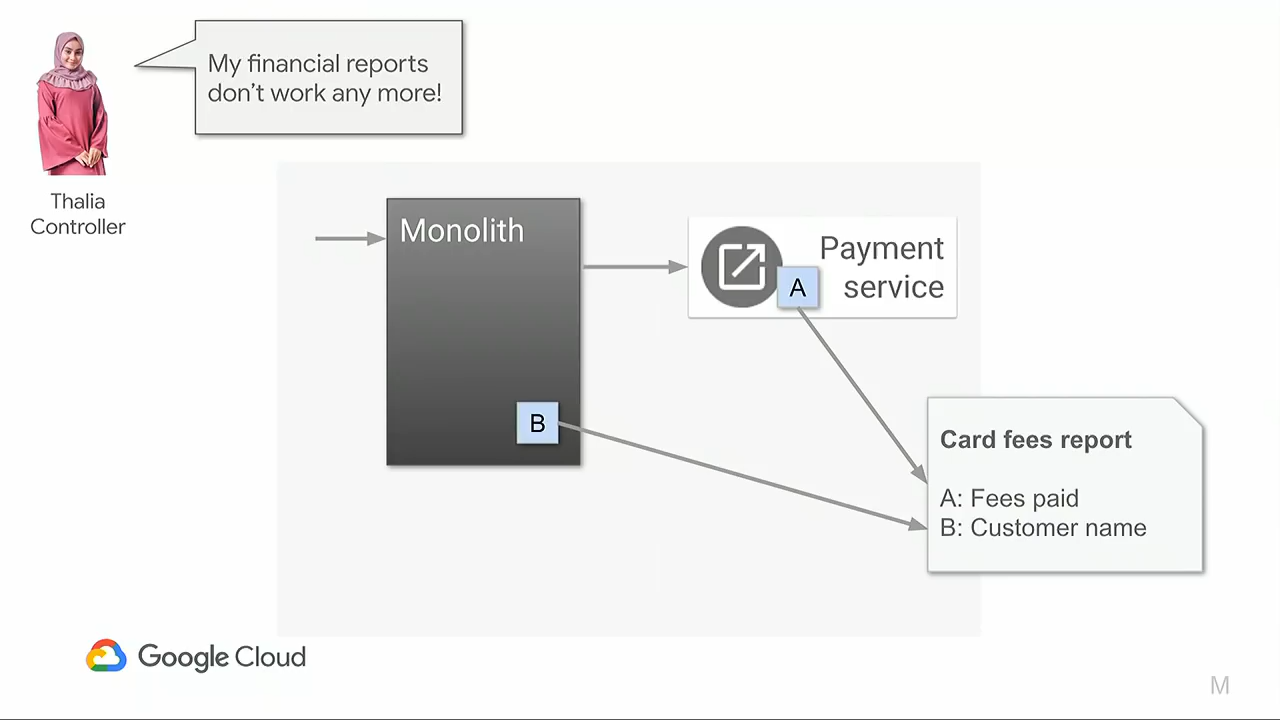 My financial reports
don't work any more!
Thalia
Controller
Monolith
Payment
service
A
B
Card fees report
A: Fees paid
B: Customer name
Google Cloud
M